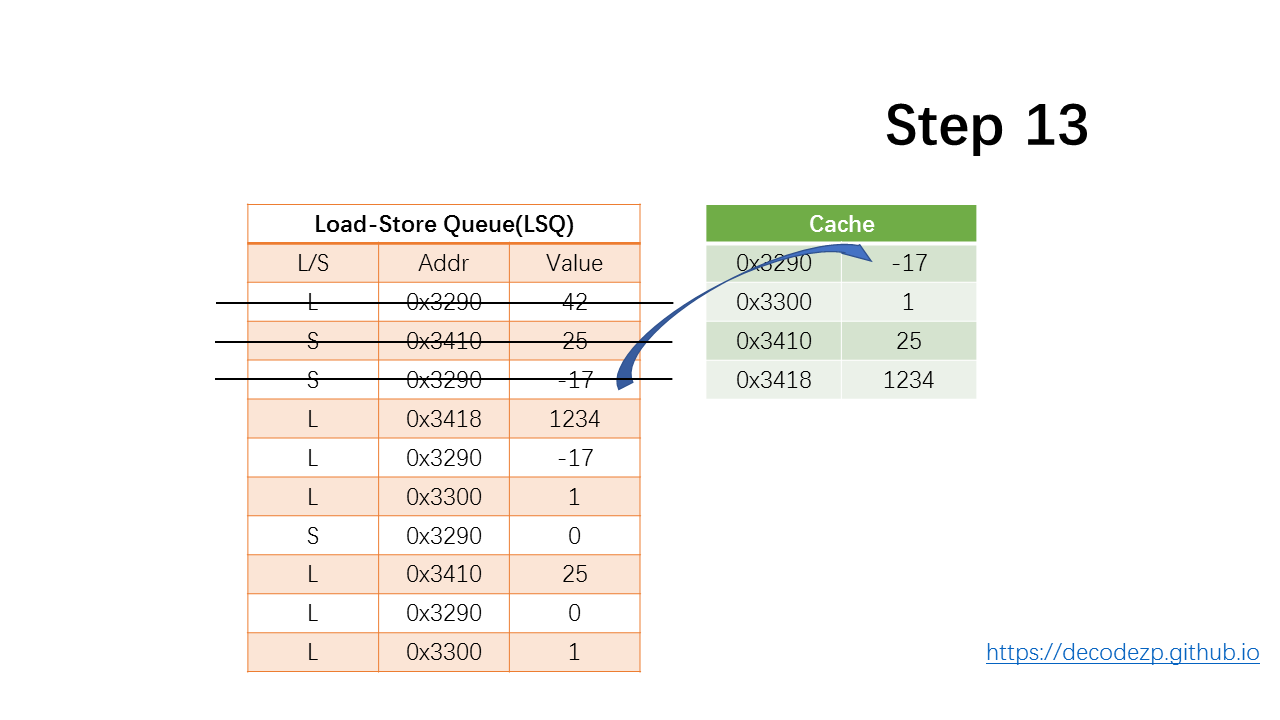 Step 13
Load-Store Queue(LSQ)
L/S Addr Value
L 0x3290 42
S 0x3410 25
S 0x3290 -17
L 0x3418 1234
L 0x3290 -17
L 0x3300 1
S 0x3290 0
L 0x3410 25
L 0x3290 0
L 0x3300 1
Cache
0x3290 -17
0x3300 1
0x3410 25
0x3418 1234
https://decodezp.github.io